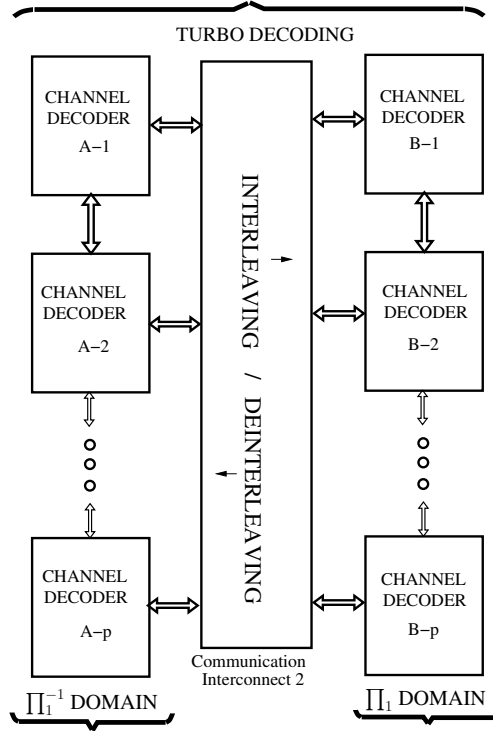 TURBO DECODING
CHANNEL
DECODER
A−1
CHANNEL
DECODER
A−2
CHANNEL
DECODER
A−p
INTERLEAVING / DEINTERLEAVING
CHANNEL
DECODER
B−1
CHANNEL
DECODER
B−2
CHANNEL
DECODER
B−p
Communication
Interconnect 2
∏₁⁻¹ DOMAIN
∏₁ DOMAIN